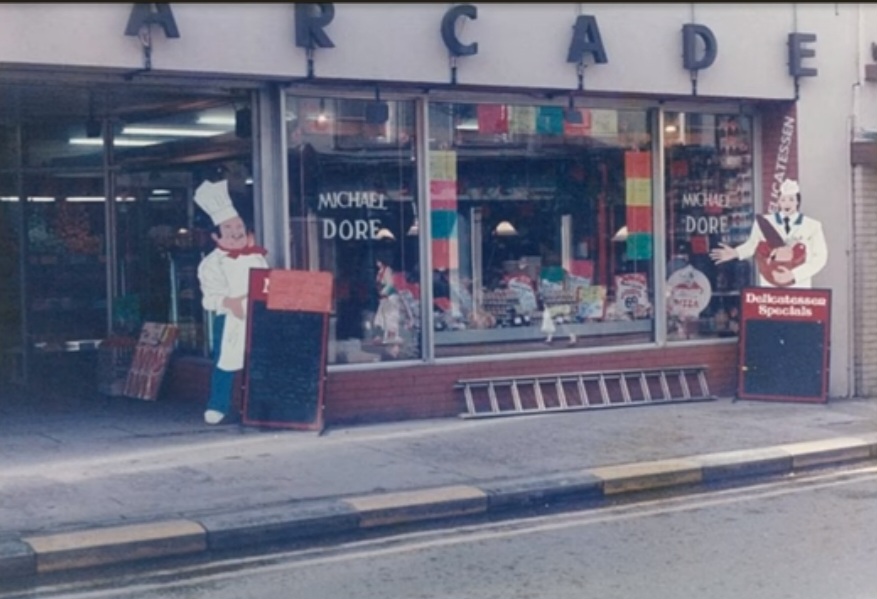 ARCADE
MICHAEL
DORE
MICHAEL
DORE
PIZZA
DELICATESSEN
Delicatessen
Specials